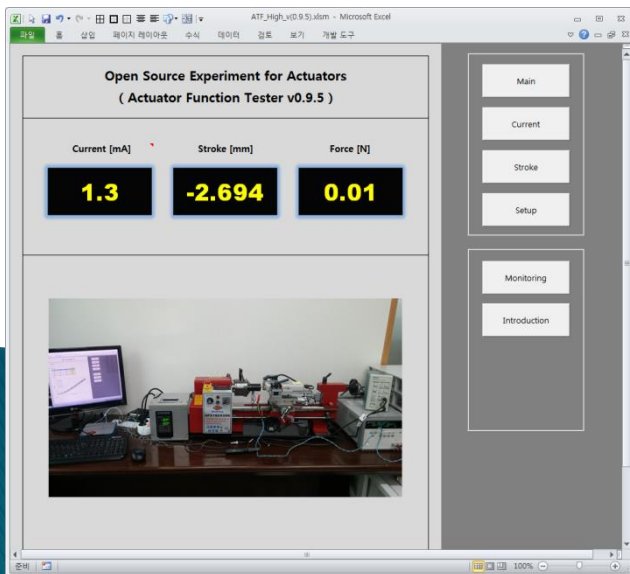 ATF_High_v(0.9.5).xlsm - Microsoft Excel
파일 홈 삽입 페이지 레이아웃 수식 데이터 검토 보기 개발 도구
Open Source Experiment for Actuators
( Actuator Function Tester v0.9.5 )
Current [mA] Stroke [mm] Force [N]
1.3 -2.694 0.01
Main
Current
Stroke
Setup
Monitoring
Introduction
준비 100%